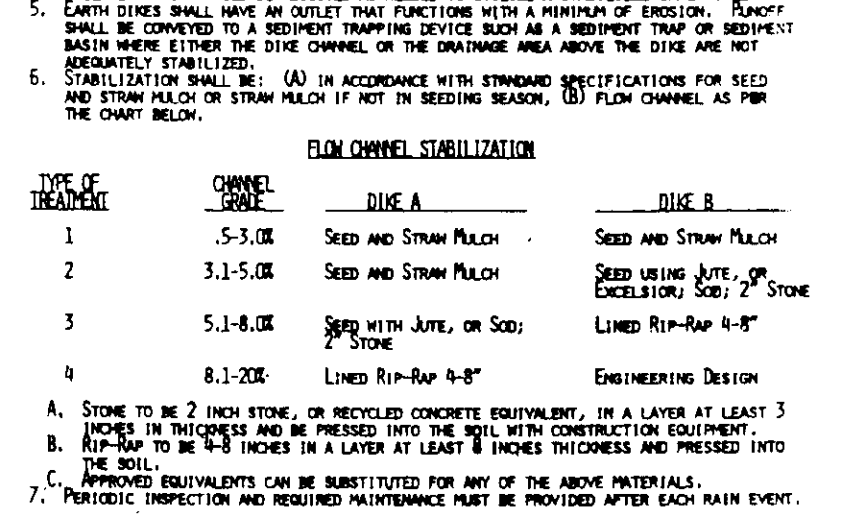 5. EARTH DIKES SHALL HAVE AN OUTLET THAT FUNCTIONS WITH A MINIMUM OF EROSION. RUNOFF
SHALL BE CONVEYED TO A SEDIMENT TRAPPING DEVICE SUCH AS A SEDIMENT TRAP OR SEDIMENT
BASIN WHERE EITHER THE DIKE CHANNEL OR THE DRAINAGE AREA ABOVE THE DIKE ARE NOT
ADEQUATELY STABILIZED.
6. STABILIZATION SHALL BE: (A) IN ACCORDANCE WITH STANDARD SPECIFICATIONS FOR SEED
AND STRAW MULCH OR STRAW MULCH IF NOT IN SEEDING SEASON, (B) FLOW CHANNEL AS PER
THE CHART BELOW.
FLOW CHANNEL STABILIZATION
TYPE OF TREATMENT CHANNEL GRADE DIKE A DIKE B
1 .5-3.0% SEED AND STRAW MULCH SEED AND STRAW MULCH
2 3.1-5.0% SEED AND STRAW MULCH SEED USING JUTE, OR
EXCELSIOR; SOD; 2" STONE
3 5.1-8.0% SEED WITH JUTE, OR SOD; LINED RIP-RAP 4-8"
2" STONE
4 8.1-20% LINED RIP-RAP 4-8" ENGINEERING DESIGN
A. STONE TO BE 2 INCH STONE, OR RECYCLED CONCRETE EQUIVALENT, IN A LAYER AT LEAST 3
INCHES IN THICKNESS AND BE PRESSED INTO THE SOIL WITH CONSTRUCTION EQUIPMENT.
B. RIP-RAP TO BE 4-8 INCHES IN A LAYER AT LEAST 8 INCHES THICKNESS AND PRESSED INTO
THE SOIL.
C. APPROVED EQUIVALENTS CAN BE SUBSTITUTED FOR ANY OF THE ABOVE MATERIALS.
7. PERIODIC INSPECTION AND REQUIRED MAINTENANCE MUST BE PROVIDED AFTER EACH RAIN EVENT.